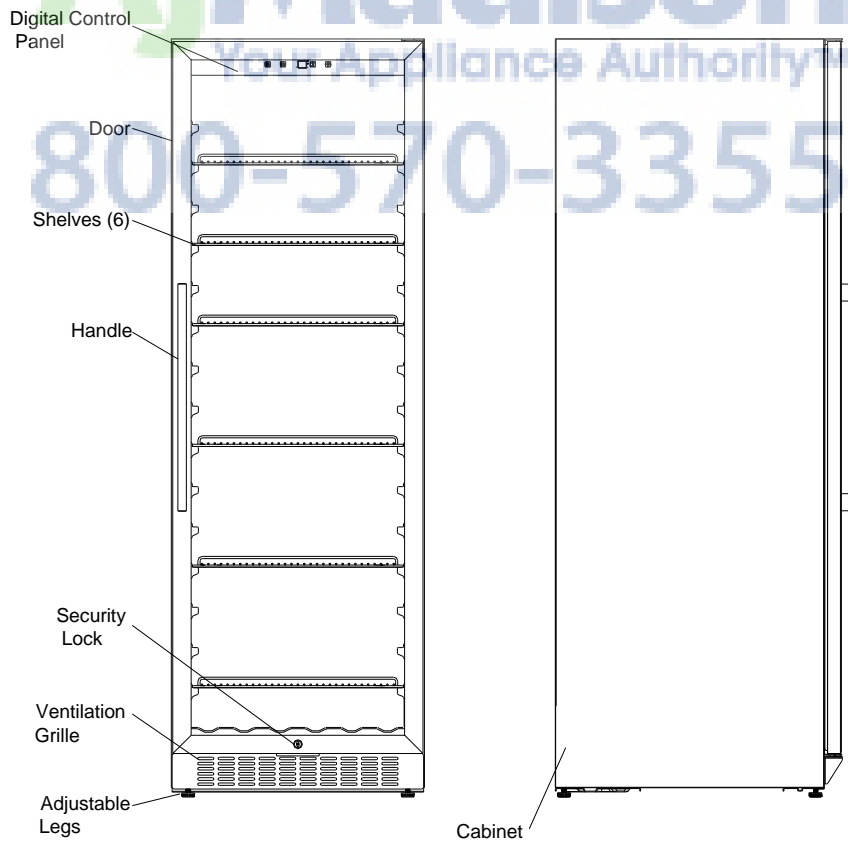 Madison
Your Appliance Authority™
800-570-3355
Digital Control
Panel
Door
Shelves (6)
Handle
Security
Lock
Ventilation
Grille
Adjustable
Legs
Cabinet